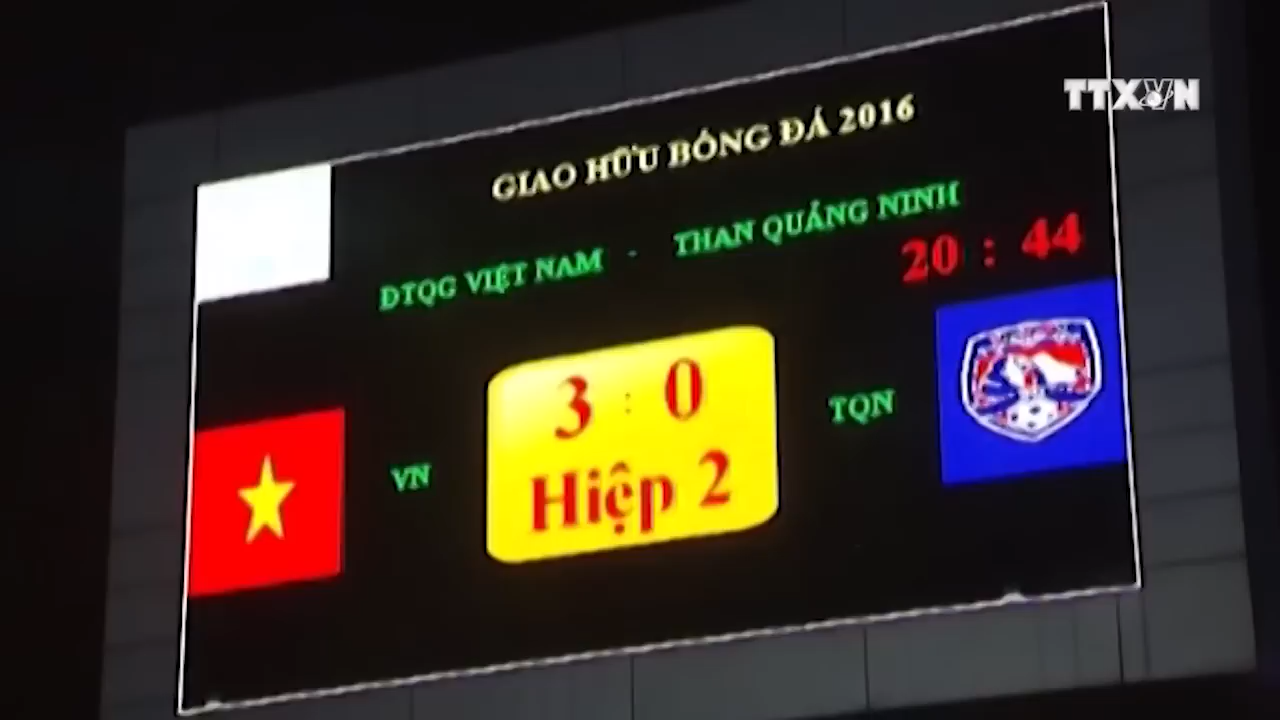 TTXVN
GIAO HỮU BÓNG ĐÁ 2016
ĐTQG VIỆT NAM - THAN QUẢNG NINH
20 : 44
3 : 0
VN
TQN
Hiệp 2